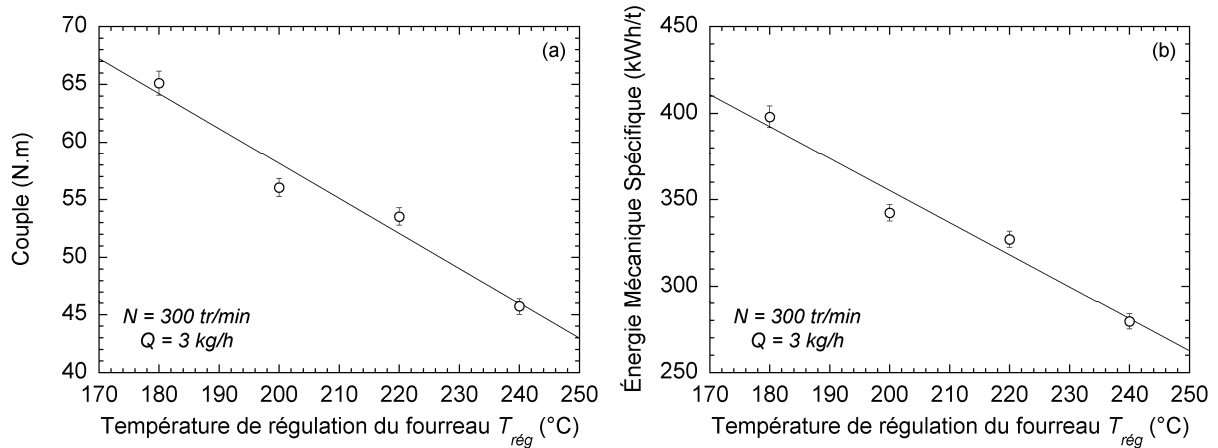 70
65
60
55
50
45
40
Couple (N.m)
(a)
N = 300 tr/min
Q = 3 kg/h
170 180 190 200 210 220 230 240 250
Température de régulation du fourreau T_rég (°C)
450
400
350
300
250
Énergie Mécanique Spécifique (kWh/t)
(b)
N = 300 tr/min
Q = 3 kg/h
170 180 190 200 210 220 230 240 250
Température de régulation du fourreau T_rég (°C)